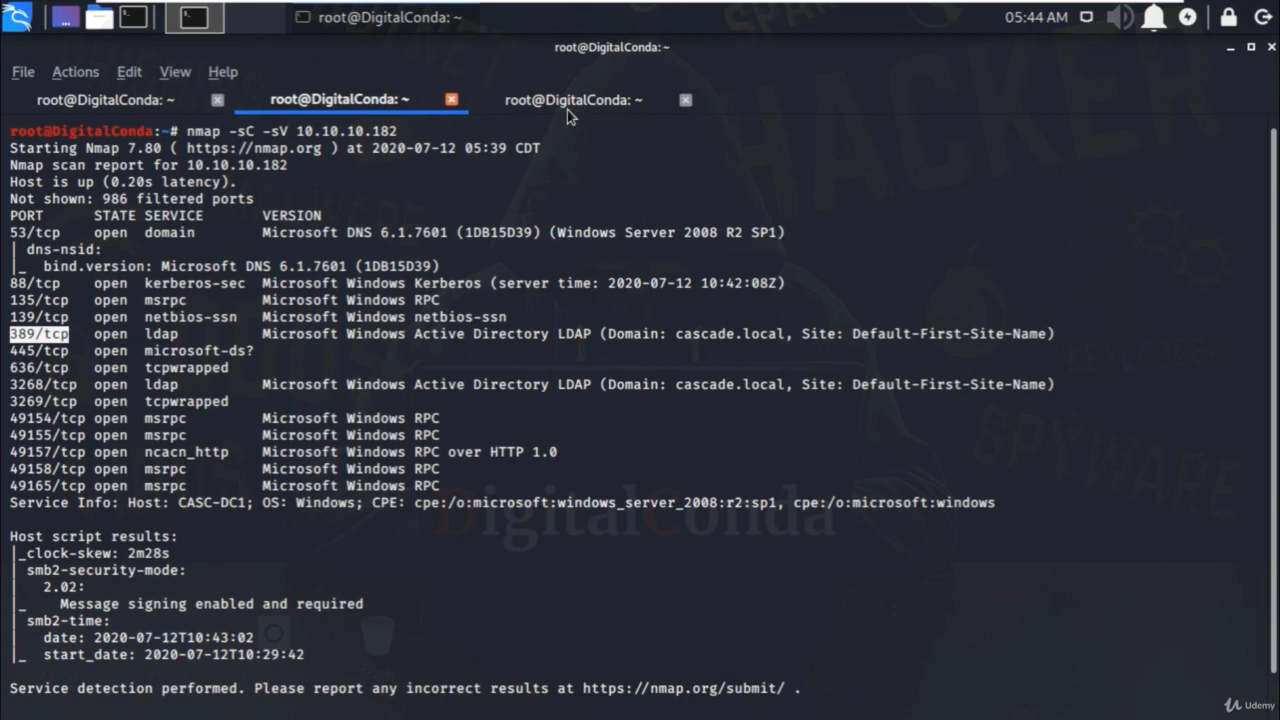 root@DigitalConda: ~
05:44 AM
root@DigitalConda: ~
File Actions Edit View Help
root@DigitalConda: ~ root@DigitalConda: ~ root@DigitalConda: ~
root@DigitalConda:~# nmap -sC -sV 10.10.10.182
Starting Nmap 7.80 ( https://nmap.org ) at 2020-07-12 05:39 CDT
Nmap scan report for 10.10.10.182
Host is up (0.20s latency).
Not shown: 986 filtered ports
PORT STATE SERVICE VERSION
53/tcp open domain Microsoft DNS 6.1.7601 (1DB15D39) (Windows Server 2008 R2 SP1)
| dns-nsid:
|_ bind.version: Microsoft DNS 6.1.7601 (1DB15D39)
88/tcp open kerberos-sec Microsoft Windows Kerberos (server time: 2020-07-12 10:42:08Z)
135/tcp open msrpc Microsoft Windows RPC
139/tcp open netbios-ssn Microsoft Windows netbios-ssn
389/tcp open ldap Microsoft Windows Active Directory LDAP (Domain: cascade.local, Site: Default-First-Site-Name)
445/tcp open microsoft-ds?
636/tcp open tcpwrapped
3268/tcp open ldap Microsoft Windows Active Directory LDAP (Domain: cascade.local, Site: Default-First-Site-Name)
3269/tcp open tcpwrapped
49154/tcp open msrpc Microsoft Windows RPC
49155/tcp open msrpc Microsoft Windows RPC
49157/tcp open ncacn_http Microsoft Windows RPC over HTTP 1.0
49158/tcp open msrpc Microsoft Windows RPC
49165/tcp open msrpc Microsoft Windows RPC
Service Info: Host: CASC-DC1; OS: Windows; CPE: cpe:/o:microsoft:windows_server_2008:r2:sp1, cpe:/o:microsoft:windows
DigitalConda
Host script results:
|_clock-skew: 2m28s
| smb2-security-mode:
| 2.02:
|_ Message signing enabled and required
| smb2-time:
| date: 2020-07-12T10:43:02
|_ start_date: 2020-07-12T10:29:42
Service detection performed. Please report any incorrect results at https://nmap.org/submit/ .
HACKER
SPYWARE
Udemy